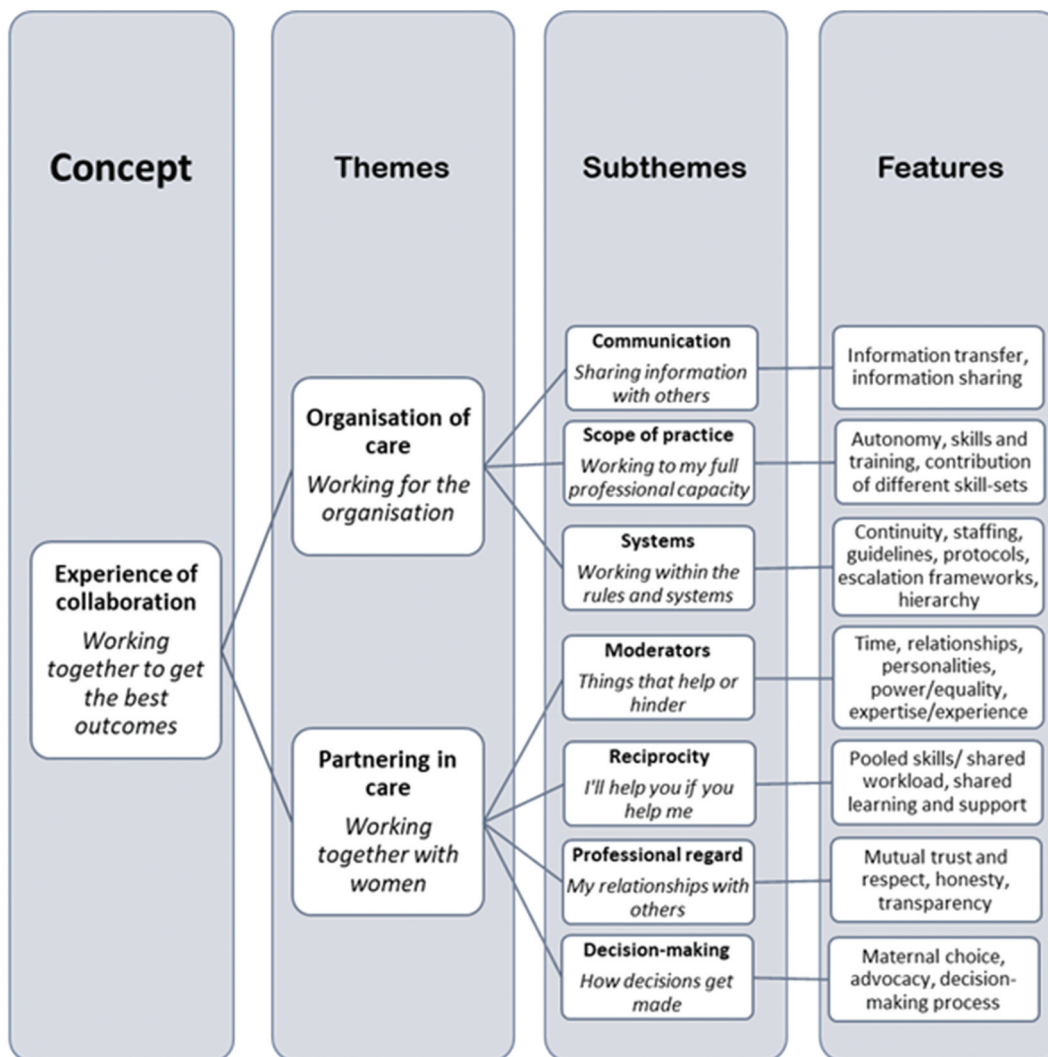 Concept
Themes
Subthemes
Features
Experience of
collaboration
Working
together to get
the best
outcomes
Organisation of
care
Working for the
organisation
Partnering in
care
Working
together with
women
Communication
Sharing information
with others
Scope of practice
Working to my full
professional capacity
Systems
Working within the
rules and systems
Moderators
Things that help or
hinder
Reciprocity
I'll help you if you
help me
Professional regard
My relationships with
others
Decision-making
How decisions get
made
Information transfer,
information sharing
Autonomy, skills and
training, contribution
of different skill-sets
Continuity, staffing,
guidelines, protocols,
escalation frameworks,
hierarchy
Time, relationships,
personalities,
power/equality,
expertise/experience
Pooled skills/ shared
workload, shared
learning and support
Mutual trust and
respect, honesty,
transparency
Maternal choice,
advocacy, decision-
making process